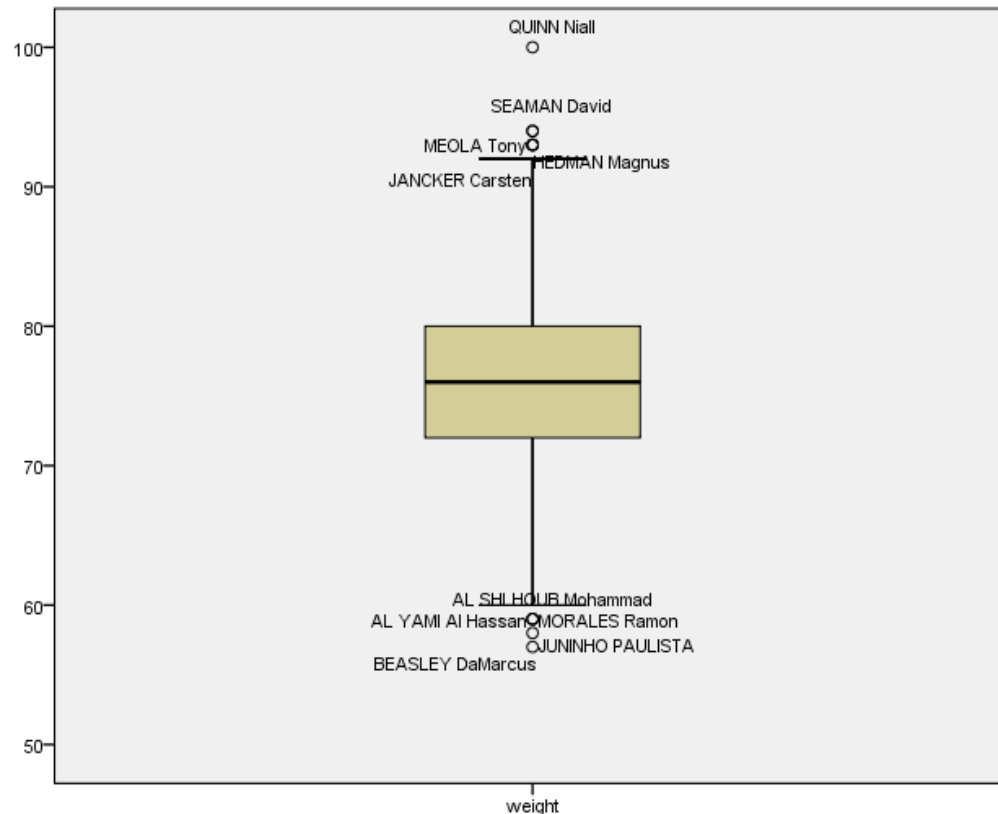 QUINN Niall
100
SEAMAN David
MEOLA Tony
HEDMAN Magnus
JANCKER Carsten
90
80
70
AL SHLHOUB Mohammad
60
AL YAMI Al Hassan MORALES Ramon
JUNINHO PAULISTA
BEASLEY DaMarcus
50
weight